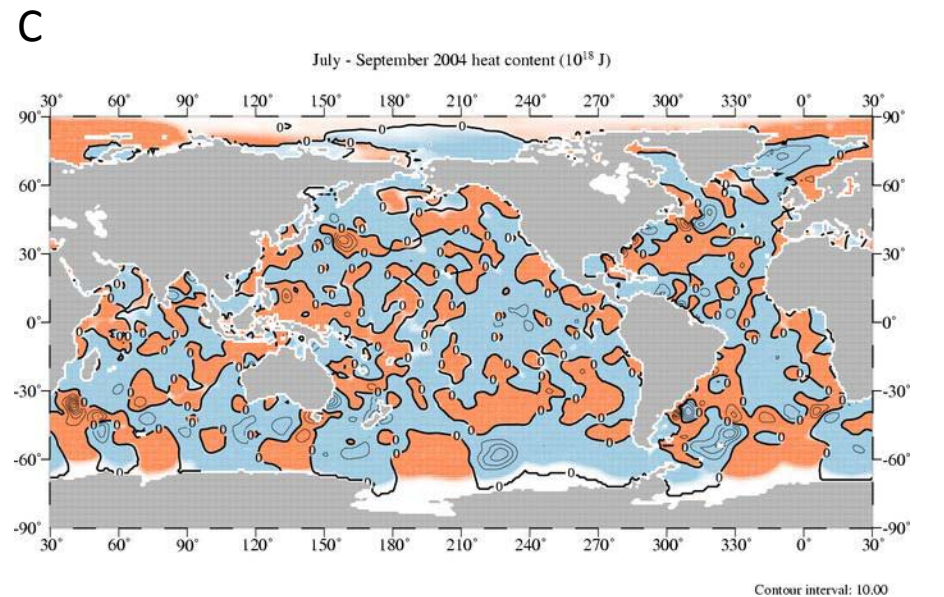 C
July - September 2004 heat content (10¹⁸ J)
30° 60° 90° 120° 150° 180° 210° 240° 270° 300° 330° 0° 30°
90° 90°
60° 60°
30° 30°
0° 0°
-30° -30°
-60° -60°
-90° -90°
30° 60° 90° 120° 150° 180° 210° 240° 270° 300° 330° 0° 30°
Contour interval: 10.00